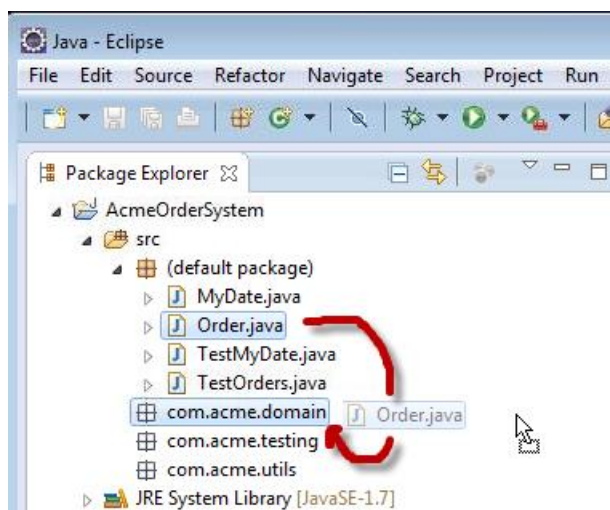 Java - Eclipse
File Edit Source Refactor Navigate Search Project Run
Package Explorer
AcmeOrderSystem
src
(default package)
MyDate.java
Order.java
TestMyDate.java
TestOrders.java
com.acme.domain Order.java
com.acme.testing
com.acme.utils
JRE System Library [JavaSE-1.7]